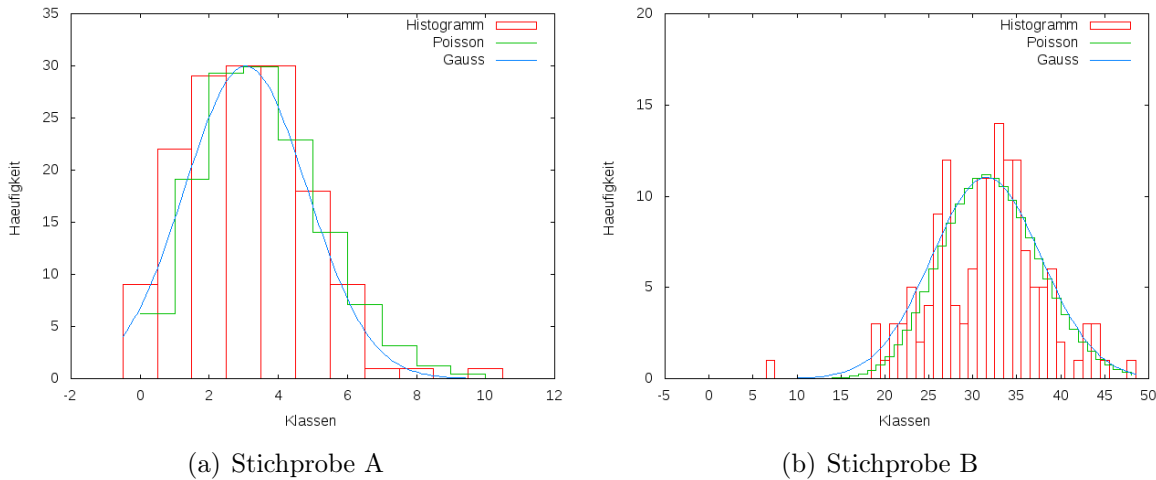 35
30
25
20
15
10
5
0
-2 0 2 4 6 8 10 12
Haeufigkeit
Klassen
Histogramm
Poisson
Gauss
(a) Stichprobe A
20
15
10
5
0
-5 0 5 10 15 20 25 30 35 40 45 50
Haeufigkeit
Klassen
Histogramm
Poisson
Gauss
(b) Stichprobe B